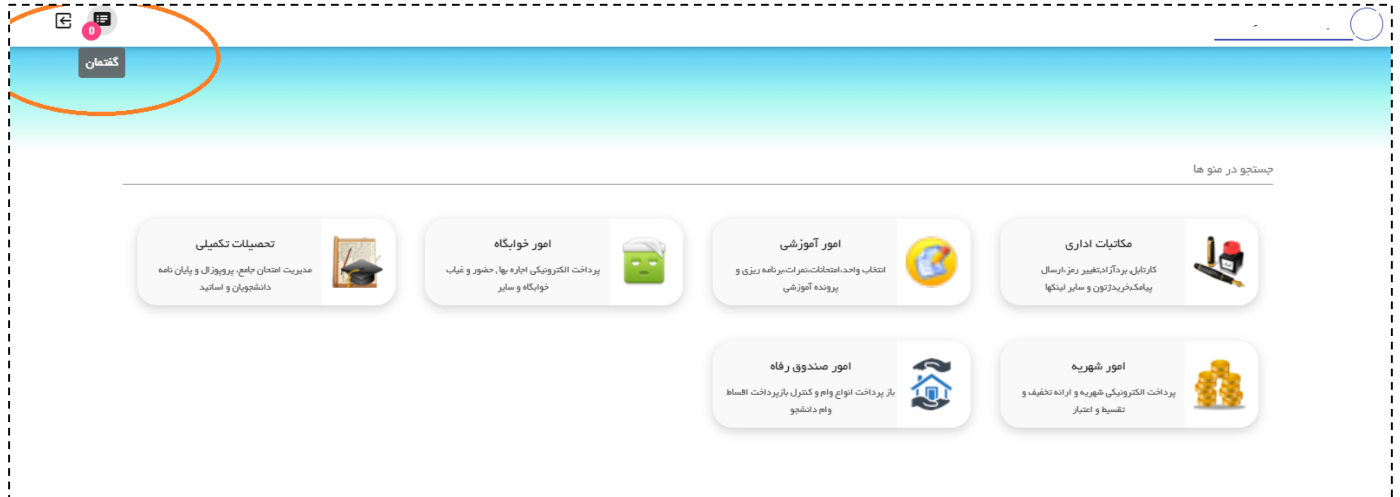 0
گفتمان
جستجو در منو ها
مکاتبات اداری
کارتابل، بردآزاد،تغییر رمز،ارسال
پیامک،خریدژتون و سایر لینکها
امور آموزشی
انتخاب واحد،امتحانات،نمرات،برنامه ریزی و
پرونده آموزشی
امور خوابگاه
پرداخت الکترونیکی اجاره بها، حضور و غیاب
خوابگاه و سایر
تحصیلات تکمیلی
مدیریت امتحان جامع، پروپوزال و پایان نامه
دانشجویان و اساتید
امور شهریه
پرداخت الکترونیکی شهریه و ارائه تخفیف و
تقسیط و اعتبار
امور صندوق رفاه
باز پرداخت انواع وام و کنترل بازپرداخت اقساط
وام دانشجو